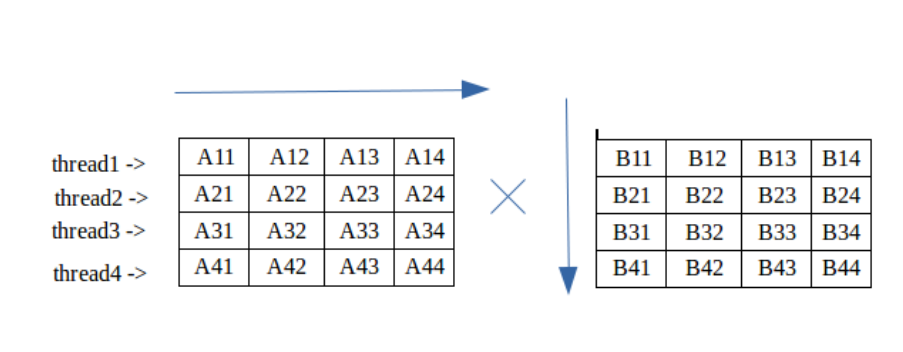 thread1 -> A11 A12 A13 A14 B11 B12 B13 B14
thread2 -> A21 A22 A23 A24 B21 B22 B23 B24
thread3 -> A31 A32 A33 A34 B31 B32 B33 B34
thread4 -> A41 A42 A43 A44 B41 B42 B43 B44